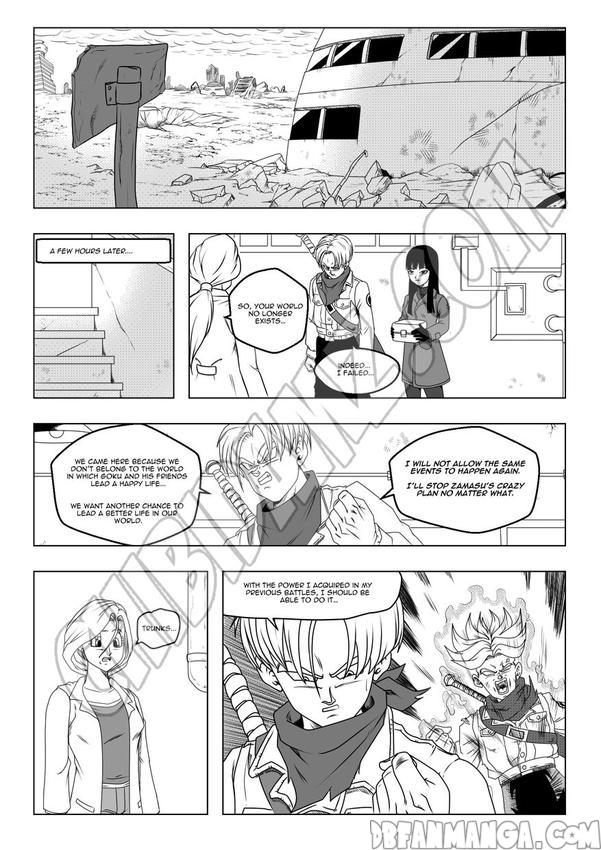 A FEW HOURS LATER....
SO, YOUR WORLD
NO LONGER
EXISTS...
INDEED...
I FAILED...
WE CAME HERE BECAUSE WE
DON'T BELONG TO THE WORLD
IN WHICH GOKU AND HIS FRIENDS
LEAD A HAPPY LIFE...
WE WANT ANOTHER CHANCE TO
LEAD A BETTER LIFE IN OUR
WORLD.
I WILL NOT ALLOW THE SAME
EVENTS TO HAPPEN AGAIN.
I'LL STOP ZAMASU'S CRAZY
PLAN NO MATTER WHAT.
TRUNKS...
WITH THE POWER I ACQUIRED IN MY
PREVIOUS BATTLES, I SHOULD BE
ABLE TO DO IT...
DBFANMANGA.COM